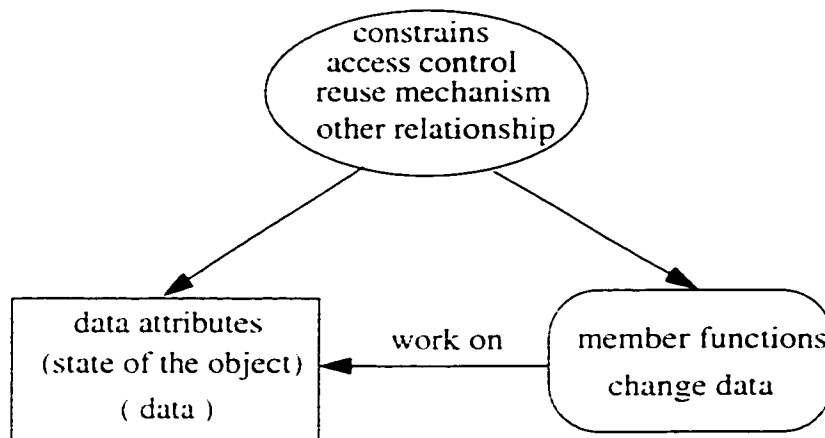 constrains
access control
reuse mechanism
other relationship
data attributes
(state of the object)
( data )
work on
member functions
change data